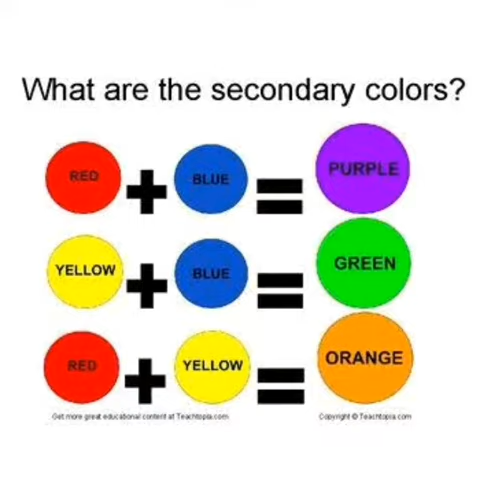 What are the secondary colors?
RED + BLUE = PURPLE
YELLOW + BLUE = GREEN
RED + YELLOW = ORANGE
Get more great educational content at Teachtopia.com
Copyright © Teachtopia.com